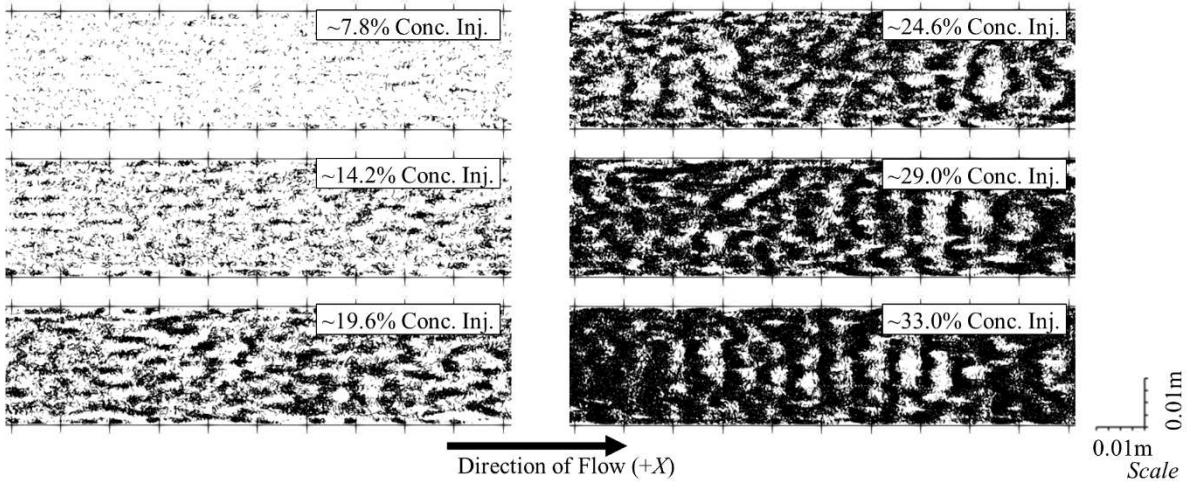 ~7.8% Conc. Inj.
~14.2% Conc. Inj.
~19.6% Conc. Inj.
~24.6% Conc. Inj.
~29.0% Conc. Inj.
~33.0% Conc. Inj.
Direction of Flow (+X)
0.01m
0.01m
Scale